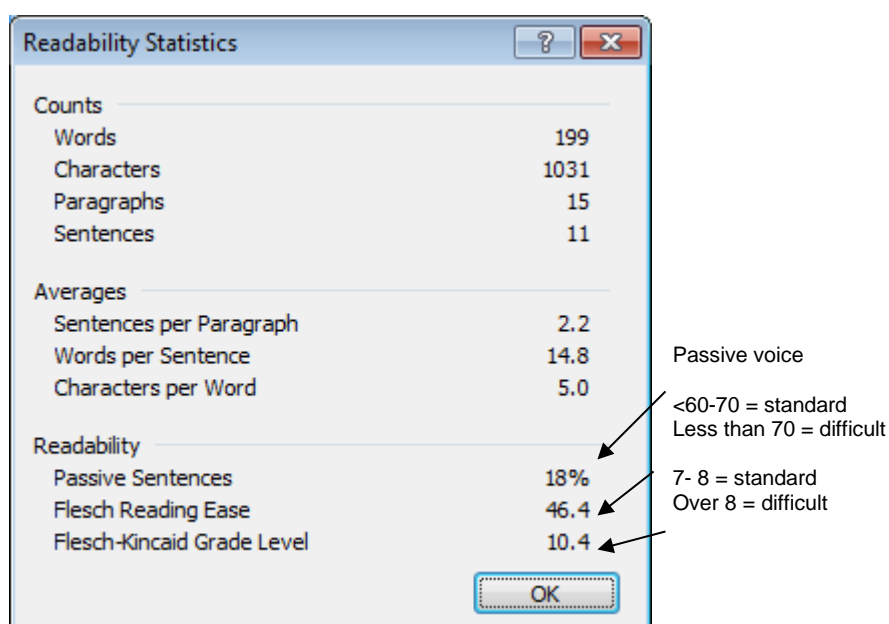 Readability Statistics
?
Counts
Words 199
Characters 1031
Paragraphs 15
Sentences 11
Averages
Sentences per Paragraph 2.2
Words per Sentence 14.8
Characters per Word 5.0
Readability
Passive Sentences 18%
Flesch Reading Ease 46.4
Flesch-Kincaid Grade Level 10.4
OK
Passive voice
<60-70 = standard
Less than 70 = difficult
7- 8 = standard
Over 8 = difficult